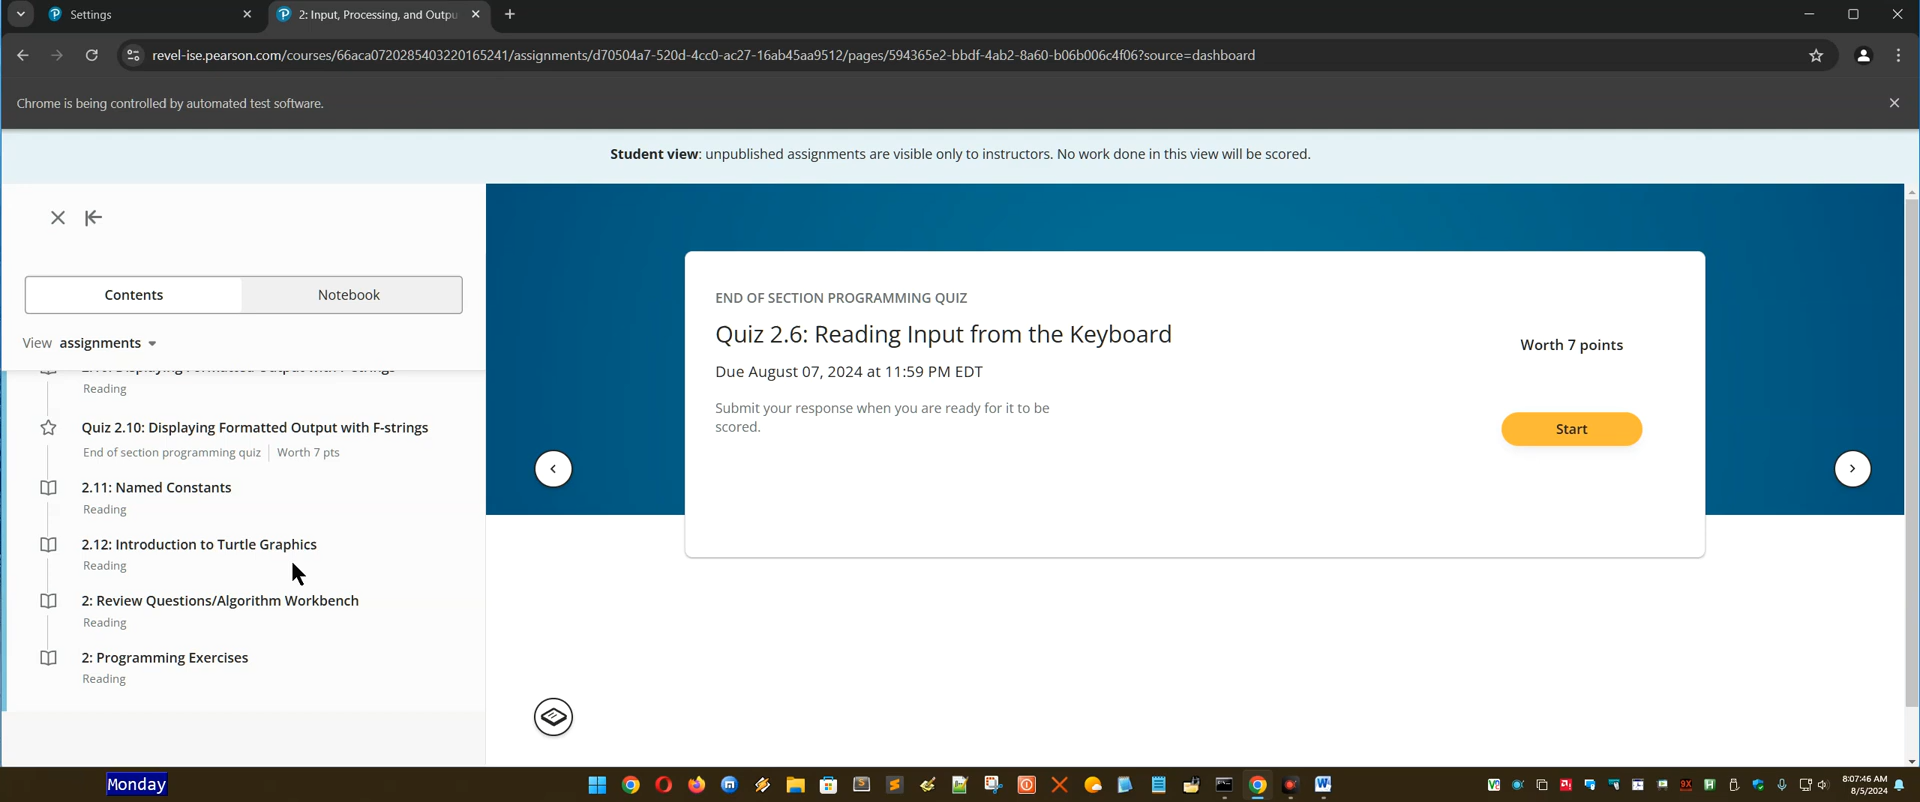 Settings
2: Input, Processing, and Outpu
revel-ise.pearson.com/courses/66aca0720285403220165241/assignments/d70504a7-520d-4cc0-ac27-16ab45aa9512/pages/594365e2-bbdf-4ab2-8a60-b06b006c4f06?source=dashboard
Chrome is being controlled by automated test software.
Student view: unpublished assignments are visible only to instructors. No work done in this view will be scored.
Contents
Notebook
View assignments
Reading
Quiz 2.10: Displaying Formatted Output with F-strings
End of section programming quiz
Worth 7 pts
2.11: Named Constants
Reading
2.12: Introduction to Turtle Graphics
Reading
2: Review Questions/Algorithm Workbench
Reading
2: Programming Exercises
Reading
END OF SECTION PROGRAMMING QUIZ
Quiz 2.6: Reading Input from the Keyboard
Due August 07, 2024 at 11:59 PM EDT
Submit your response when you are ready for it to be
scored.
Worth 7 points
Start
Monday
8:07:46 AM
8/5/2024